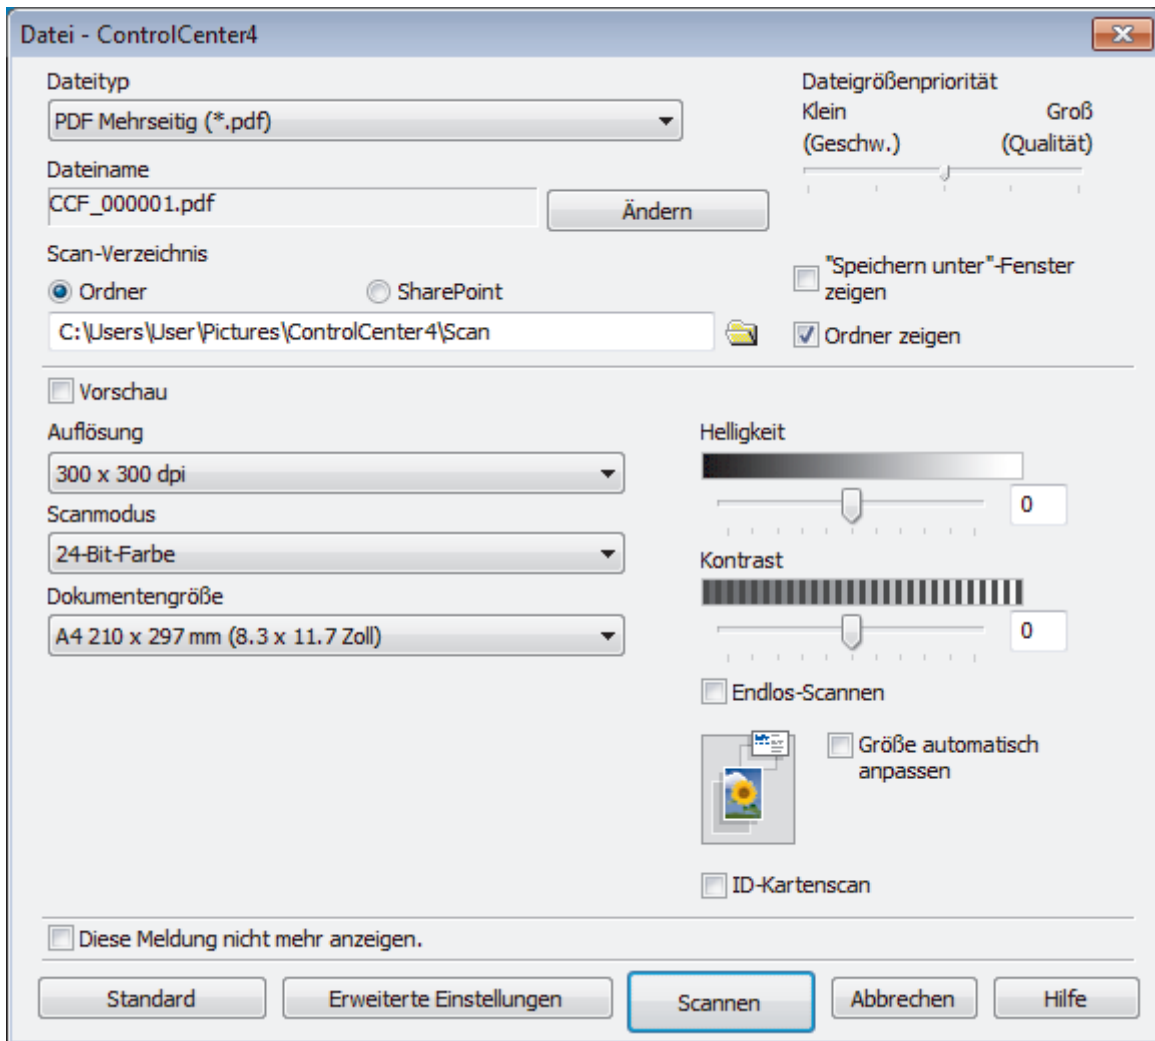 Datei - ControlCenter4
Dateityp
PDF Mehrseitig (*.pdf)
Dateiname
CCF_000001.pdf
Ändern
Dateigrößenpriorität
Klein Groß
(Geschw.) (Qualität)
Scan-Verzeichnis
Ordner
SharePoint
C:\Users\User\Pictures\ControlCenter4\Scan
"Speichern unter"-Fenster
zeigen
Ordner zeigen
Vorschau
Auflösung
300 x 300 dpi
Scanmodus
24-Bit-Farbe
Dokumentengröße
A4 210 x 297 mm (8.3 x 11.7 Zoll)
Helligkeit
0
Kontrast
0
Endlos-Scannen
Größe automatisch
anpassen
ID-Kartenscan
Diese Meldung nicht mehr anzeigen.
Standard
Erweiterte Einstellungen
Scannen
Abbrechen
Hilfe